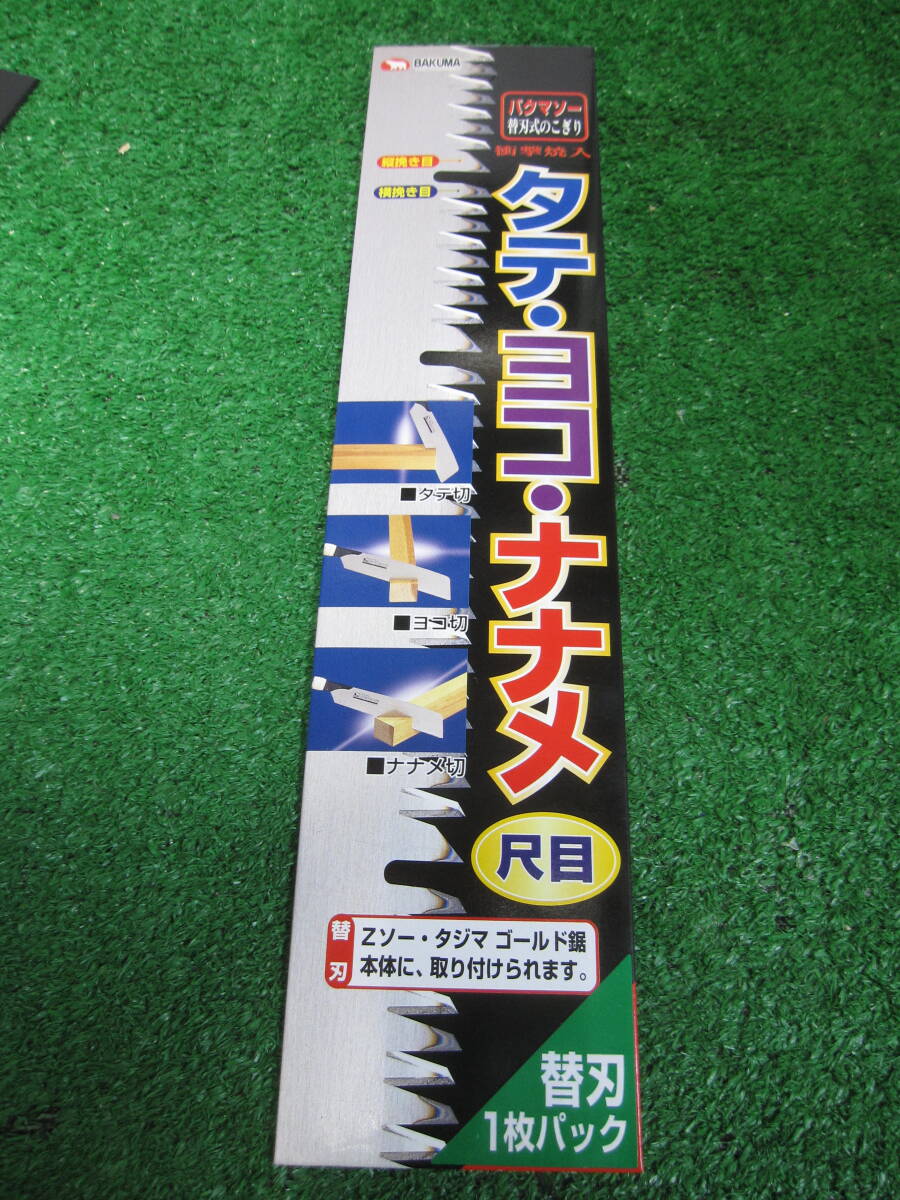 BAKUMA
バクマソー
替刃式のこぎり
衝撃焼入
縦挽き目
横挽き目
タテ・ヨコ・ナナメ
■タテ切
■ヨコ切
■ナナメ切
尺目
替刃
Zソー・タジマ ゴールド鋸
本体に、取り付けられます。
替刃
1枚パック